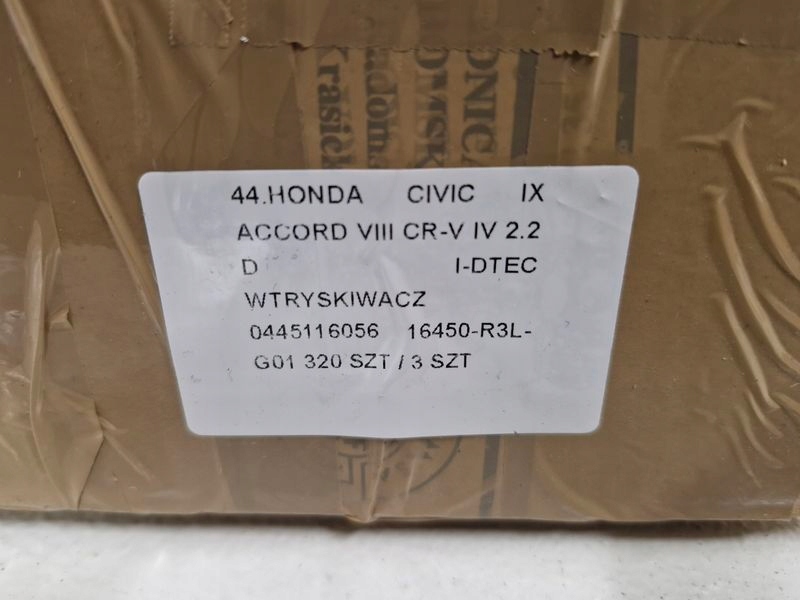 44.HONDA CIVIC IX
ACCORD VIII CR-V IV 2.2
D I-DTEC
WTRYSKIWACZ
0445116056 16450-R3L-
G01 320 SZT / 3 SZT